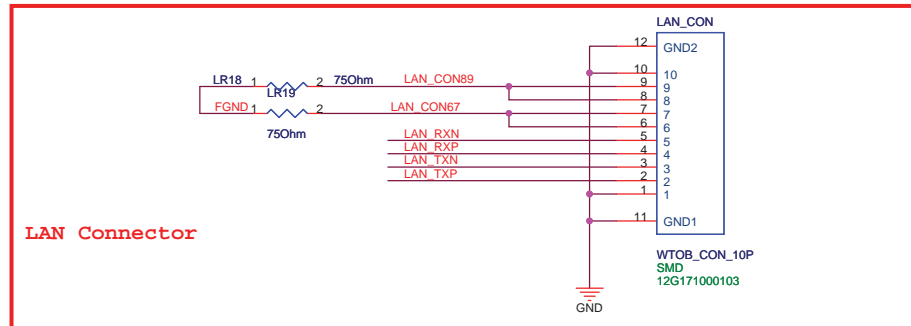 LAN_CON
12 GND2
10 10
LR18 1 2 75Ohm LAN_CON89 9 9
LR19 8 8
FGND 1 2 LAN_CON67 7 7
75Ohm 6 6
LAN_RXN 5 5
LAN_RXP 4 4
LAN_TXN 3 3
LAN_TXP 2 2
1 1
11 GND1
LAN Connector
WTOB_CON_10P
SMD
12G171000103
GND